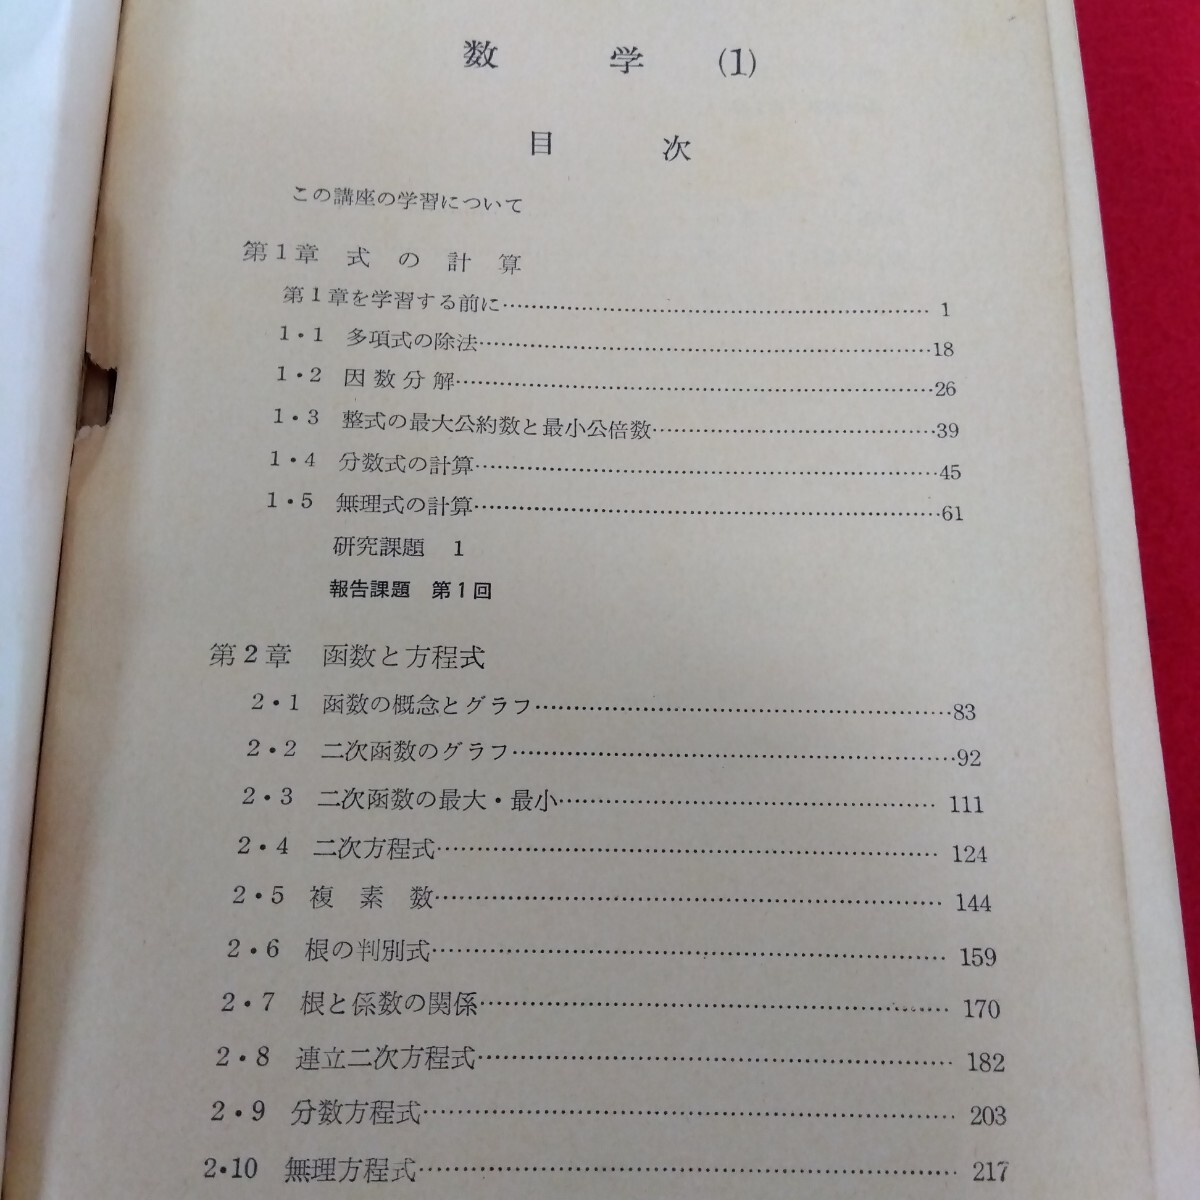 数学 (1)
目次
この講座の学習について
第1章 式の計算
第1章を学習する前に……………………………………………… 1
1・1 多項式の除法……………………………………………………18
1・2 因数分解…………………………………………………………26
1・3 整式の最大公約数と最小公倍数………………………………39
1・4 分数式の計算……………………………………………………45
1・5 無理式の計算……………………………………………………61
研究課題 1
報告課題 第1回
第2章 函数と方程式
2・1 函数の概念とグラフ……………………………………………83
2・2 二次函数のグラフ………………………………………………92
2・3 二次函数の最大・最小………………………………………… 111
2・4 二次方程式……………………………………………………… 124
2・5 複素数…………………………………………………………… 144
2・6 根の判別式……………………………………………………… 159
2・7 根と係数の関係………………………………………………… 170
2・8 連立二次方程式………………………………………………… 182
2・9 分数方程式……………………………………………………… 203
2・10 無理方程式……………………………………………………… 217